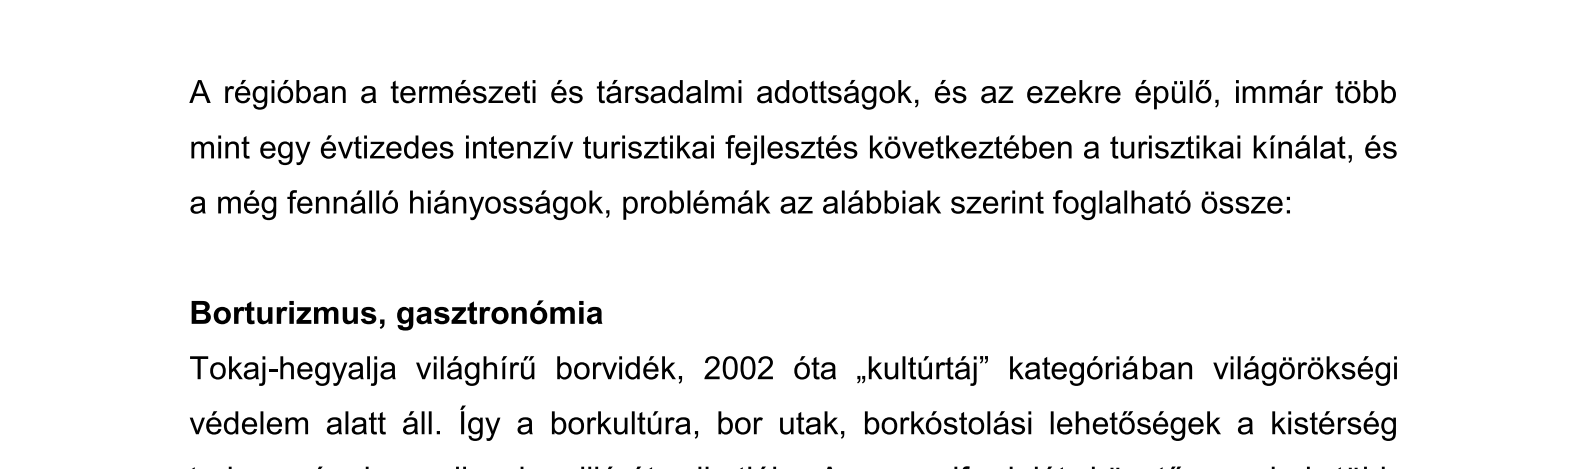 A régióban a természeti és társadalmi adottságok, és az ezekre épülő, immár több
mint egy évtizedes intenzív turisztikai fejlesztés következtében a turisztikai kínálat, és
a még fennálló hiányosságok, problémák az alábbiak szerint foglalható össze:
Borturizmus, gasztronómia
Tokaj-hegyalja világhírű borvidék, 2002 óta „kultúrtáj” kategóriában világörökségi
védelem alatt áll. Így a borkultúra, bor utak, borkóstolási lehetőségek a kistérség